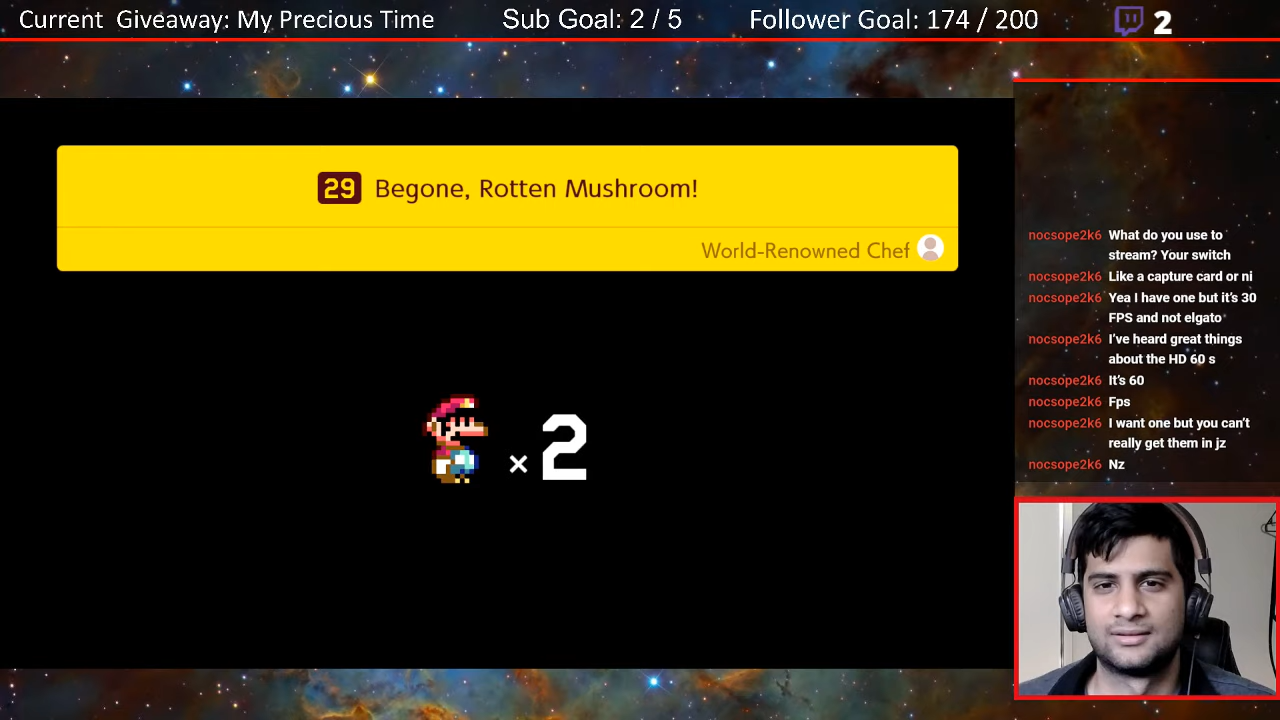 Current Giveaway: My Precious Time
Sub Goal: 2 / 5
Follower Goal: 174 / 200
2
29 Begone, Rotten Mushroom!
World-Renowned Chef
× 2
nocsope2k6 What do you use to
stream? Your switch
nocsope2k6 Like a capture card or ni
nocsope2k6 Yea I have one but it's 30
FPS and not elgato
nocsope2k6 I've heard great things
about the HD 60 s
nocsope2k6 It's 60
nocsope2k6 Fps
nocsope2k6 I want one but you can't
really get them in jz
nocsope2k6 Nz